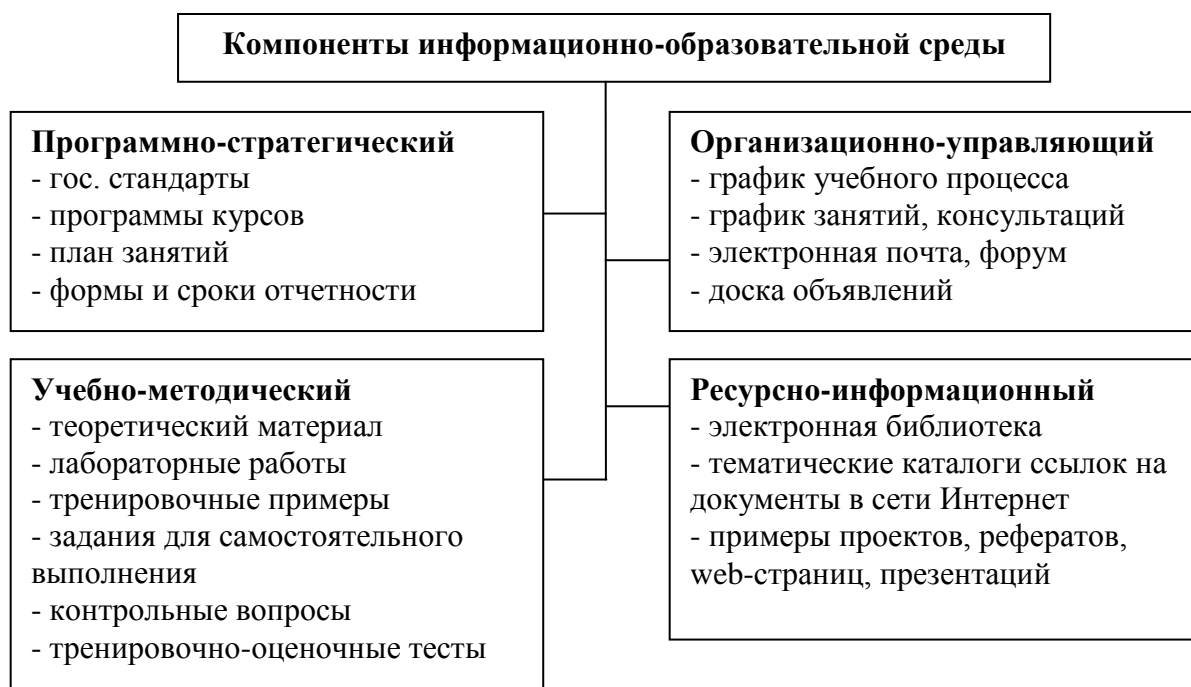 Компоненты информационно-образовательной среды
Программно-стратегический
- гос. стандарты
- программы курсов
- план занятий
- формы и сроки отчетности
Организационно-управляющий
- график учебного процесса
- график занятий, консультаций
- электронная почта, форум
- доска объявлений
Учебно-методический
- теоретический материал
- лабораторные работы
- тренировочные примеры
- задания для самостоятельного
выполнения
- контрольные вопросы
- тренировочно-оценочные тесты
Ресурсно-информационный
- электронная библиотека
- тематические каталоги ссылок на
документы в сети Интернет
- примеры проектов, рефератов,
web-страниц, презентаций